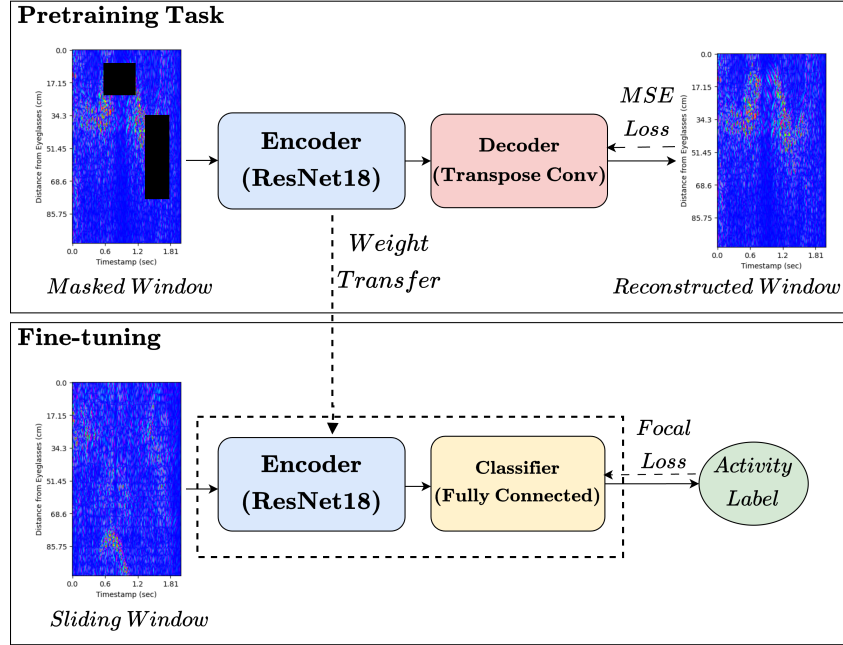 Pretraining Task
0.0
17.15
34.3
51.45
68.6
85.75
Distance from Eyeglasses (cm)
0.0 0.6 1.2 1.81
Timestamp (sec)
Masked Window
Encoder
(ResNet18)
Decoder
(Transpose Conv)
MSE
Loss
0.0
17.15
34.3
51.45
68.6
85.75
Distance from Eyeglasses (cm)
0.0 0.6 1.2 1.81
Timestamp (sec)
Reconstructed Window
Weight
Transfer
Fine-tuning
0.0
17.15
34.3
51.45
68.6
85.75
Distance from Eyeglasses (cm)
0.0 0.6 1.2 1.81
Timestamp (sec)
Sliding Window
Encoder
(ResNet18)
Classifier
(Fully Connected)
Focal
Loss
Activity
Label